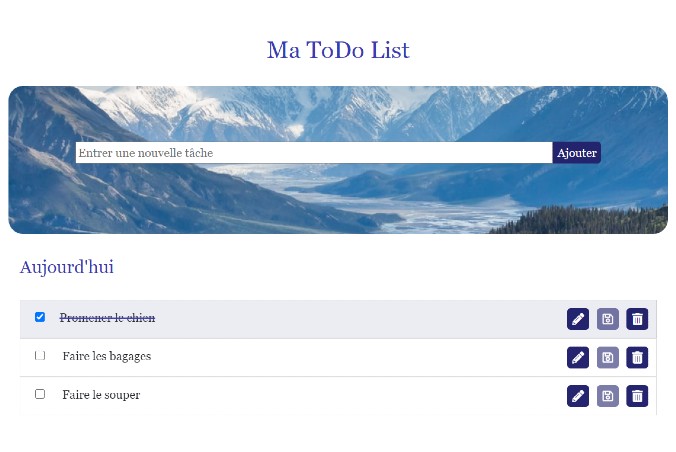 Ma ToDo List
Entrer une nouvelle tâche
Ajouter
Aujourd'hui
Promener le chien
Faire les bagages
Faire le souper